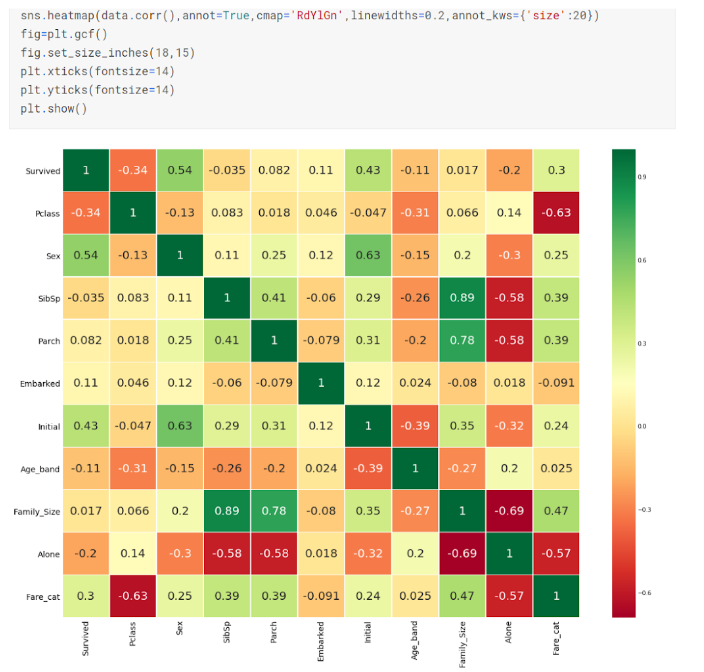 sns.heatmap(data.corr(),annot=True,cmap='RdYlGn',linewidths=0.2,annot_kws={'size':20})
fig=plt.gcf()
fig.set_size_inches(18,15)
plt.xticks(fontsize=14)
plt.yticks(fontsize=14)
plt.show()
Survived 1 -0.34 0.54 -0.035 0.082 0.11 0.43 -0.11 0.017 -0.2 0.3
Pclass -0.34 1 -0.13 0.083 0.018 0.046 -0.047 -0.31 0.066 0.14 -0.63
Sex 0.54 -0.13 1 0.11 0.25 0.12 0.63 -0.15 0.2 -0.3 0.25
SibSp -0.035 0.083 0.11 1 0.41 -0.06 0.29 -0.26 0.89 -0.58 0.39
Parch 0.082 0.018 0.25 0.41 1 -0.079 0.31 -0.2 0.78 -0.58 0.39
Embarked 0.11 0.046 0.12 -0.06 -0.079 1 0.12 0.024 -0.08 0.018 -0.091
Initial 0.43 -0.047 0.63 0.29 0.31 0.12 1 -0.39 0.35 -0.32 0.24
Age_band -0.11 -0.31 -0.15 -0.26 -0.2 0.024 -0.39 1 -0.27 0.2 0.025
Family_Size 0.017 0.066 0.2 0.89 0.78 -0.08 0.35 -0.27 1 -0.69 0.47
Alone -0.2 0.14 -0.3 -0.58 -0.58 0.018 -0.32 0.2 -0.69 1 -0.57
Fare_cat 0.3 -0.63 0.25 0.39 0.39 -0.091 0.24 0.025 0.47 -0.57 1
Survived Pclass Sex SibSp Parch Embarked Initial Age_band Family_Size Alone Fare_cat
0.9
0.6
0.3
0.0
-0.3
-0.6